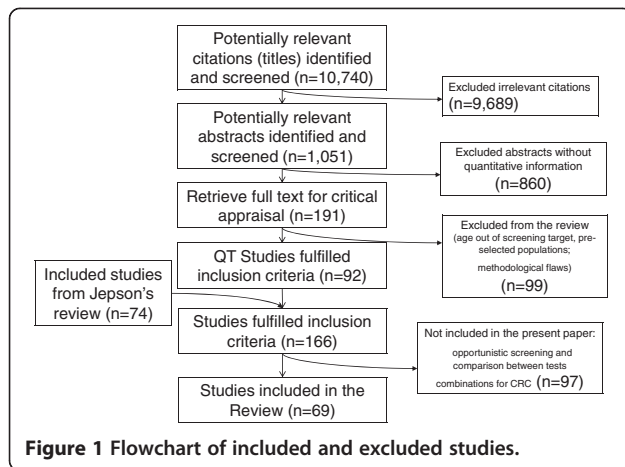 Potentially relevant
citations (titles) identified
and screened (n=10,740)
Excluded irrelevant citations
(n=9,689)
Potentially relevant
abstracts identified and
screened (n=1,051)
Excluded abstracts without
quantitative information
(n=860)
Retrieve full text for critical
appraisal (n=191)
Excluded from the review
(age out of screening target, pre-
selected populations;
methodological flaws)
(n=99)
QT Studies fulfilled
inclusion criteria (n=92)
Included studies
from Jepson's
review (n=74)
Studies fulfilled inclusion
criteria (n=166)
Not included in the present paper:
opportunistic screening and
comparison between tests
combinations for CRC (n=97)
Studies included in the
Review (n=69)
Figure 1 Flowchart of included and excluded studies.